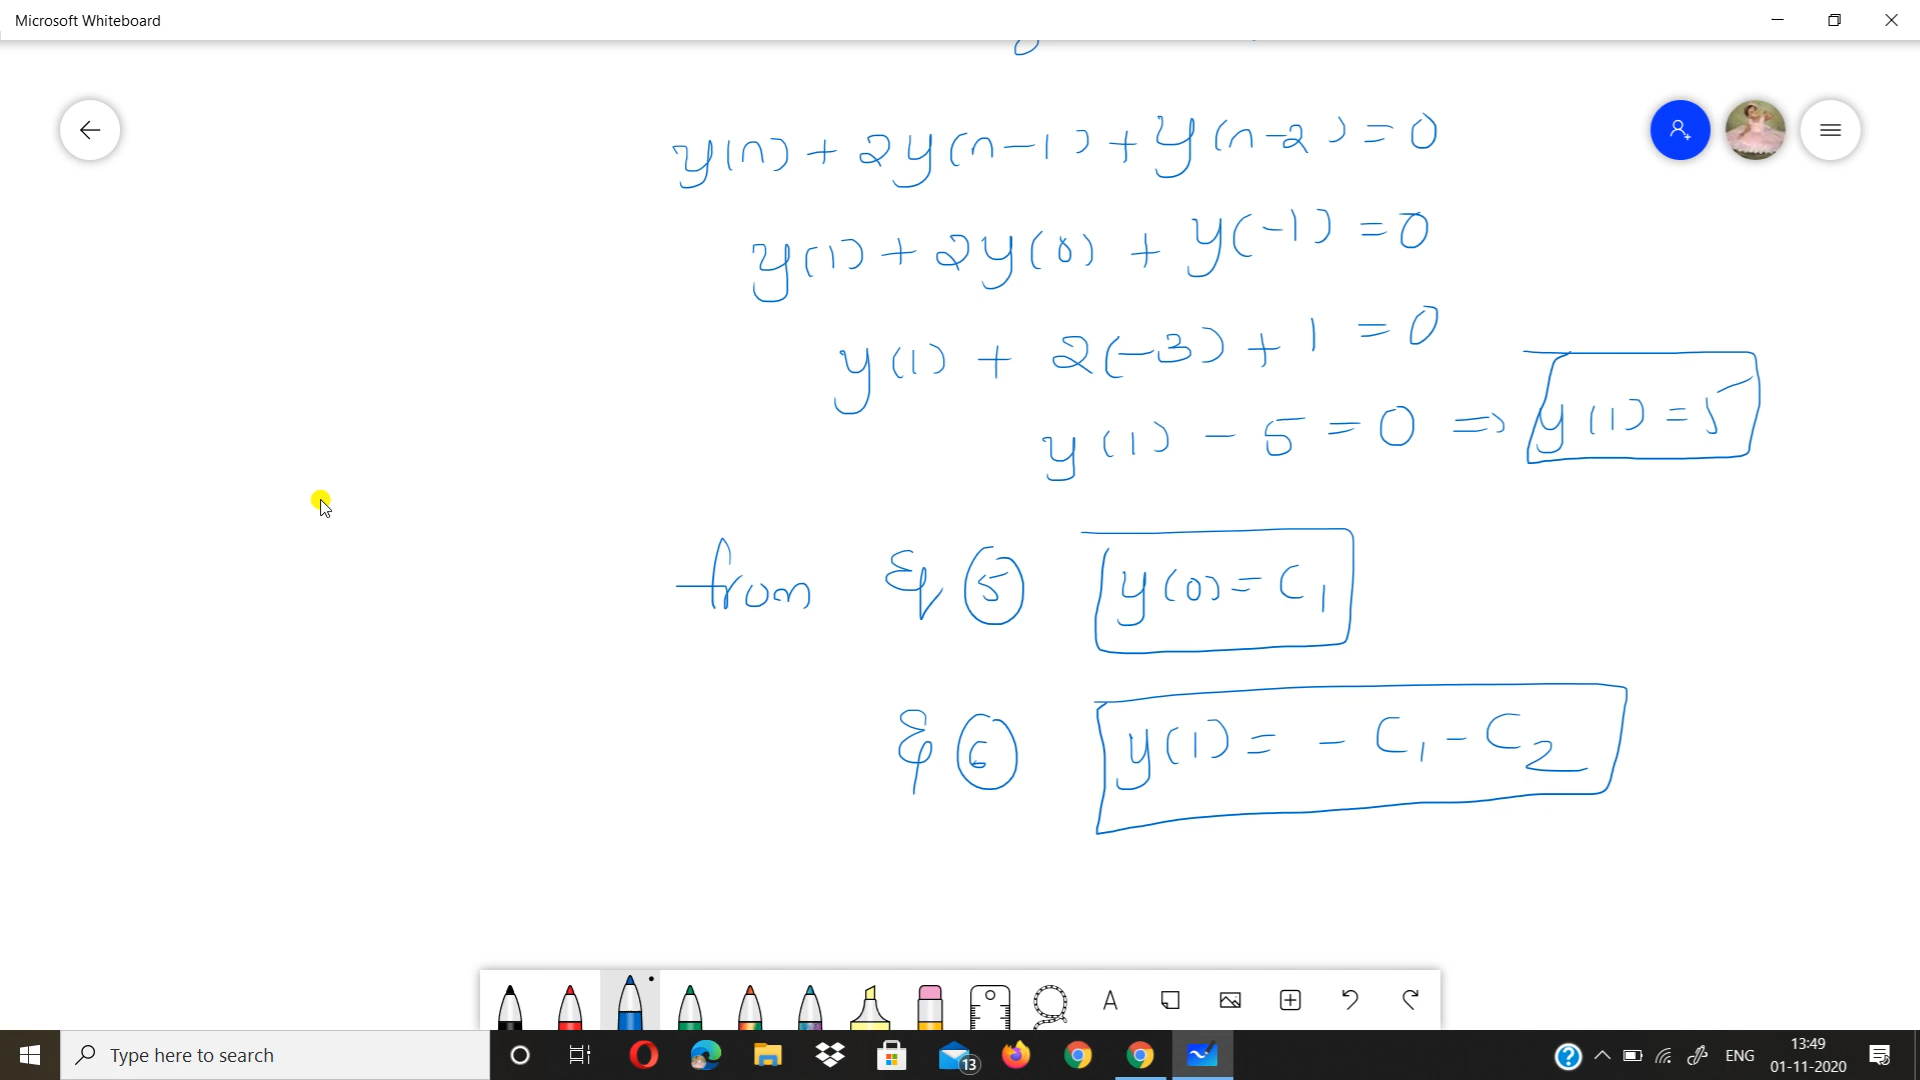 Microsoft Whiteboard
y(n) + 2y(n-1) + y(n-2) = 0
y(1) + 2y(0) + y(-1) = 0
y(1) + 2(-3) + 1 = 0
y(1) - 5 = 0 => y(1) = 5
from Eq 5 y(0) = C1
Eq 6 y(1) = - C1 - C2
A
Type here to search
13
ENG
13:49
01-11-2020